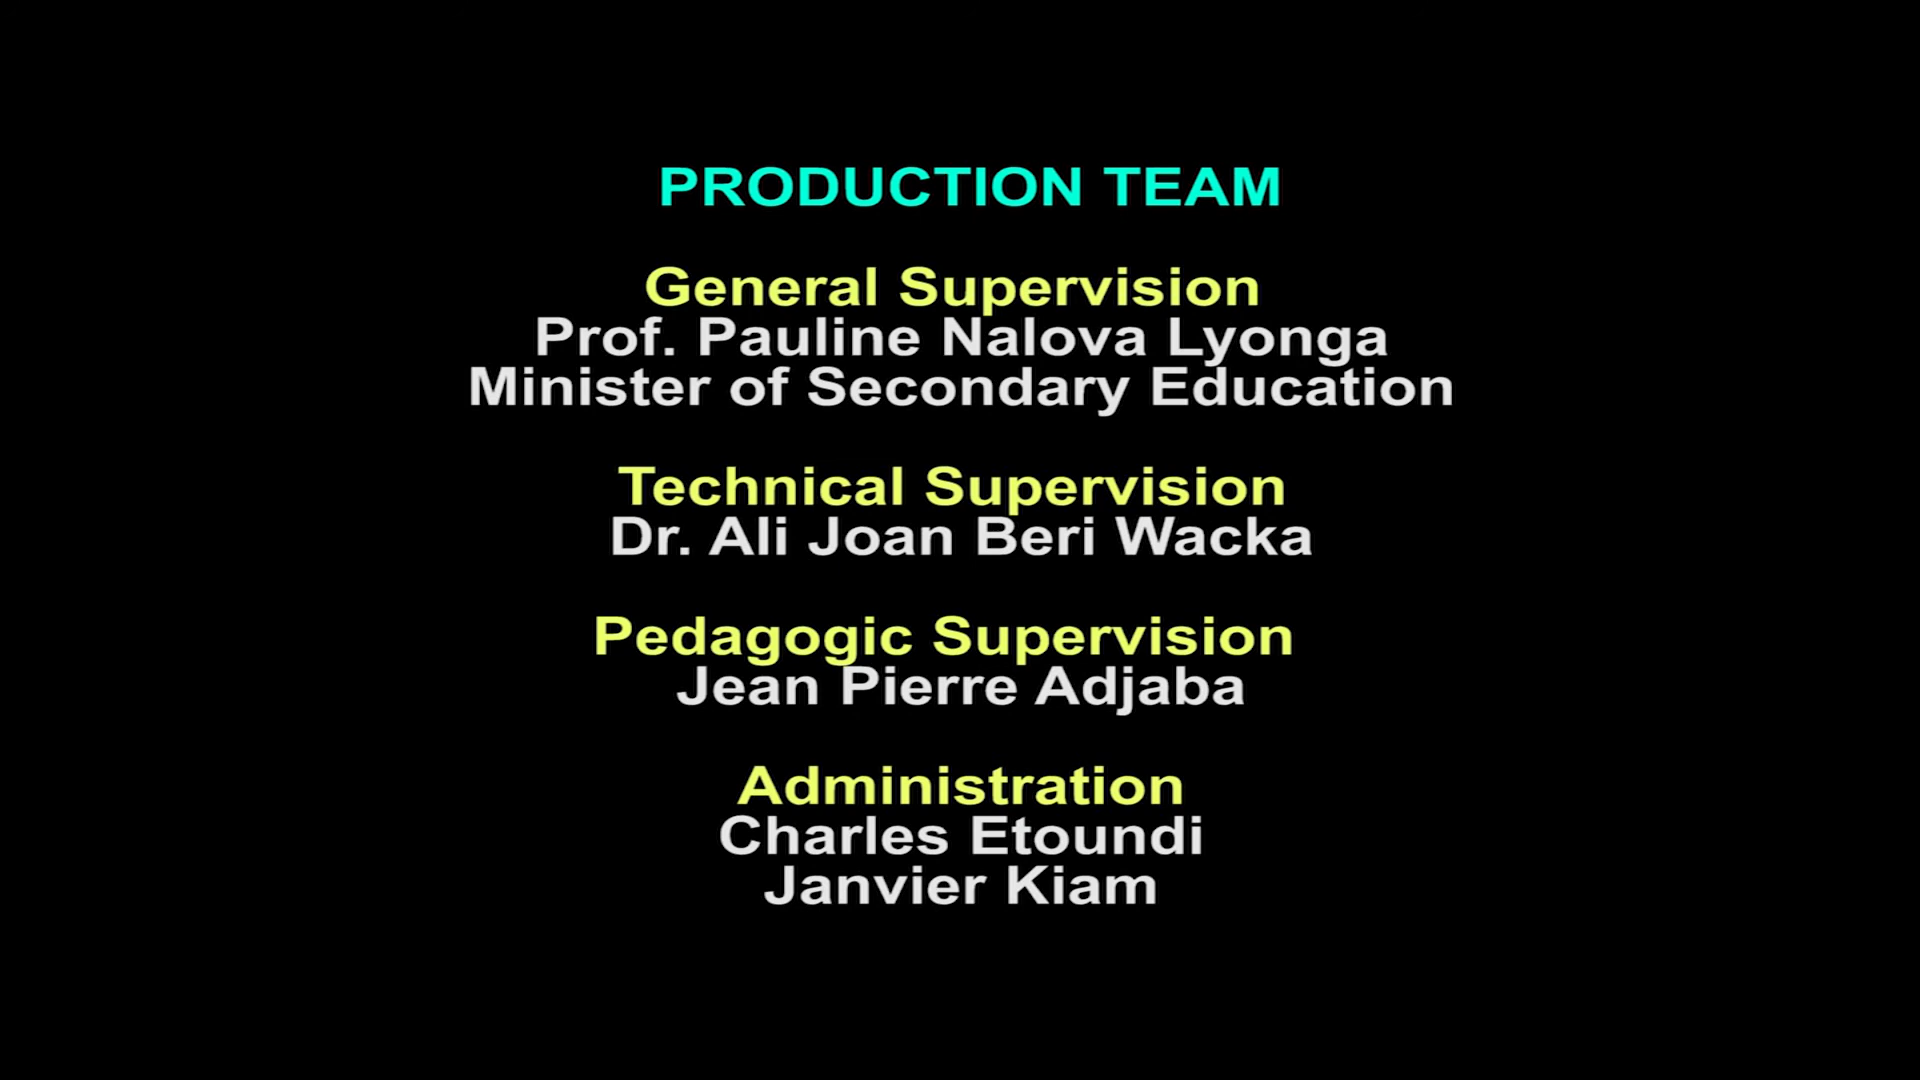 PRODUCTION TEAM
General Supervision
Prof. Pauline Nalova Lyonga
Minister of Secondary Education
Technical Supervision
Dr. Ali Joan Beri Wacka
Pedagogic Supervision
Jean Pierre Adjaba
Administration
Charles Etoundi
Janvier Kiam